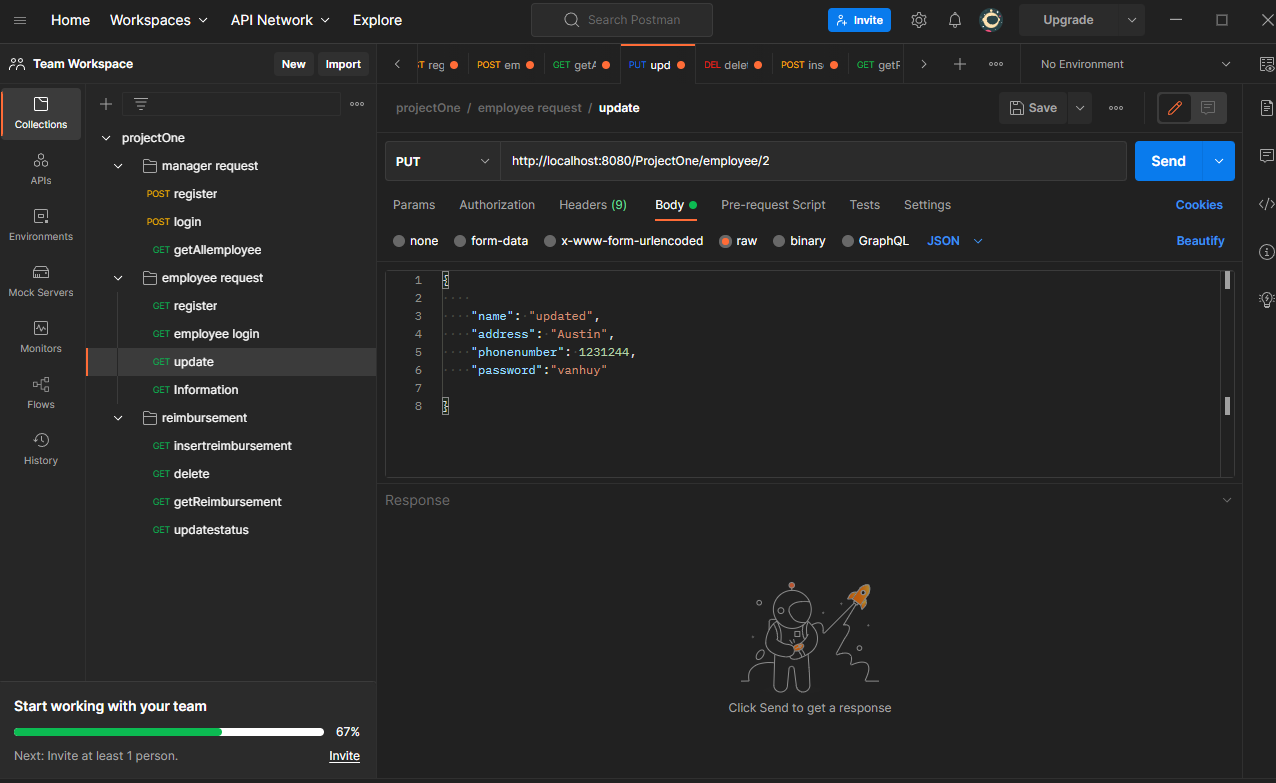 Home Workspaces API Network Explore Search Postman Invite Upgrade
Team Workspace New Import
reg POST em GET getA PUT upd DEL delet POST ins GET getF No Environment
projectOne / employee request / update Save
Collections
APIs
Environments
Mock Servers
Monitors
Flows
History
projectOne
manager request
POST register
POST login
GET getAllemployee
employee request
GET register
GET employee login
GET update
GET Information
reimbursement
GET insertreimbursement
GET delete
GET getReimbursement
GET updatestatus
Start working with your team
67%
Next: Invite at least 1 person. Invite
PUT http://localhost:8080/ProjectOne/employee/2 Send
Params Authorization Headers (9) Body Pre-request Script Tests Settings Cookies
none form-data x-www-form-urlencoded raw binary GraphQL JSON Beautify
1 {
2
3 "name": "updated",
4 "address": "Austin",
5 "phonenumber": 1231244,
6 "password":"vanhuy"
7
8 }
Response
Click Send to get a response